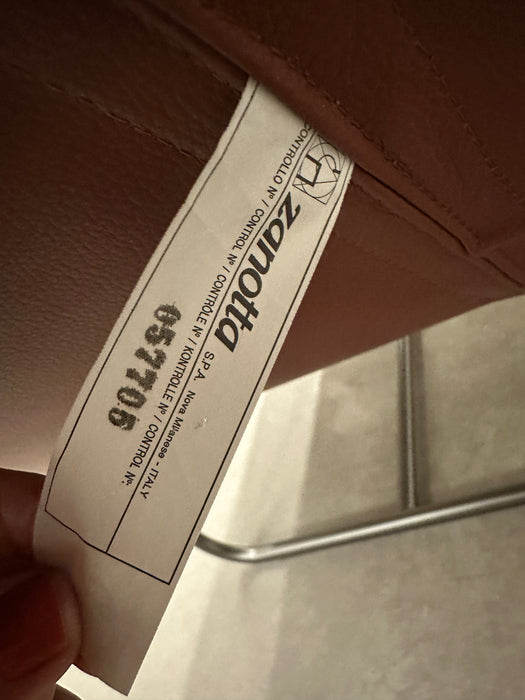 zanotta S.P.A. Nova Milanese - ITALY
CONTROLLO Nº / CONTROL Nº / CONTRÔLE Nº / KONTROLLE Nº / CONTROL Nº:
057706